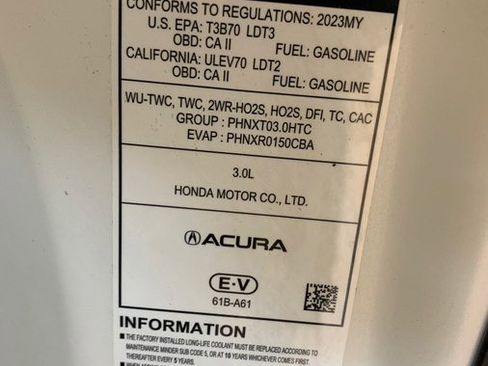 CONFORMS TO REGULATIONS: 2023MY
U.S. EPA: T3B70 LDT3
OBD: CA II FUEL: GASOLINE
CALIFORNIA: ULEV70 LDT2
OBD: CA II FUEL: GASOLINE
WU-TWC, TWC, 2WR-HO2S, HO2S, DFI, TC, CAC
GROUP : PHNXT03.0HTC
EVAP : PHNXR0150CBA
3.0L
HONDA MOTOR CO., LTD.
ACURA
E-V
61B-A61
INFORMATION
■ THE FACTORY INSTALLED LONG-LIFE COOLANT MUST BE REPLACED ACCORDING TO
MAINTENANCE MINDER SUB CODE 5, OR AT 10 YEARS WHICHEVER COMES FIRST.
THEREAFTER EVERY 5 YEARS.